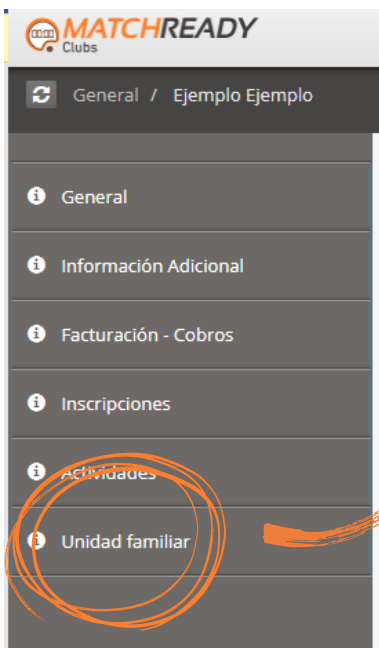 MATCHREADY
Clubs
General / Ejemplo Ejemplo
General
Información Adicional
Facturación - Cobros
Inscripciones
Actividades
Unidad familiar